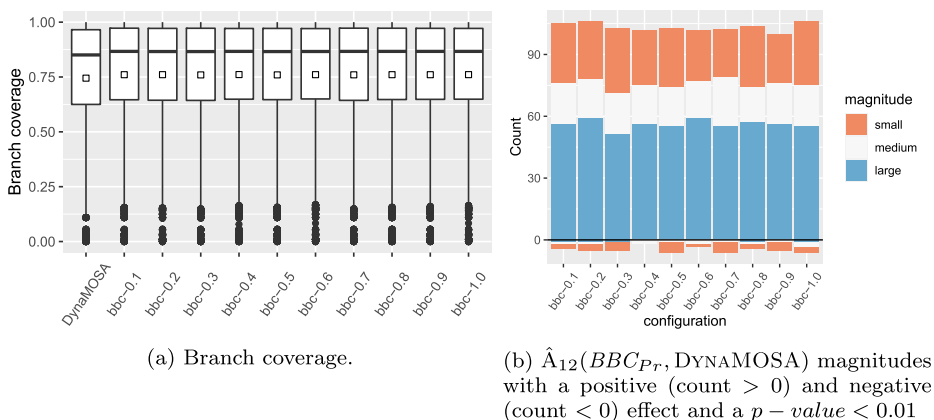 Branch coverage
1.00
0.75
0.50
0.25
0.00
DynaMOSA
bbc−0.1
bbc−0.2
bbc−0.3
bbc−0.4
bbc−0.5
bbc−0.6
bbc−0.7
bbc−0.8
bbc−0.9
bbc−1.0
(a) Branch coverage.
Count
90
60
30
0
bbc−0.1
bbc−0.2
bbc−0.3
bbc−0.4
bbc−0.5
bbc−0.6
bbc−0.7
bbc−0.8
bbc−0.9
bbc−1.0
configuration
magnitude
small
medium
large
(b) Â12(BBCPr, DYNAMOSA) magnitudes
with a positive (count > 0) and negative
(count < 0) effect and a p − value < 0.01